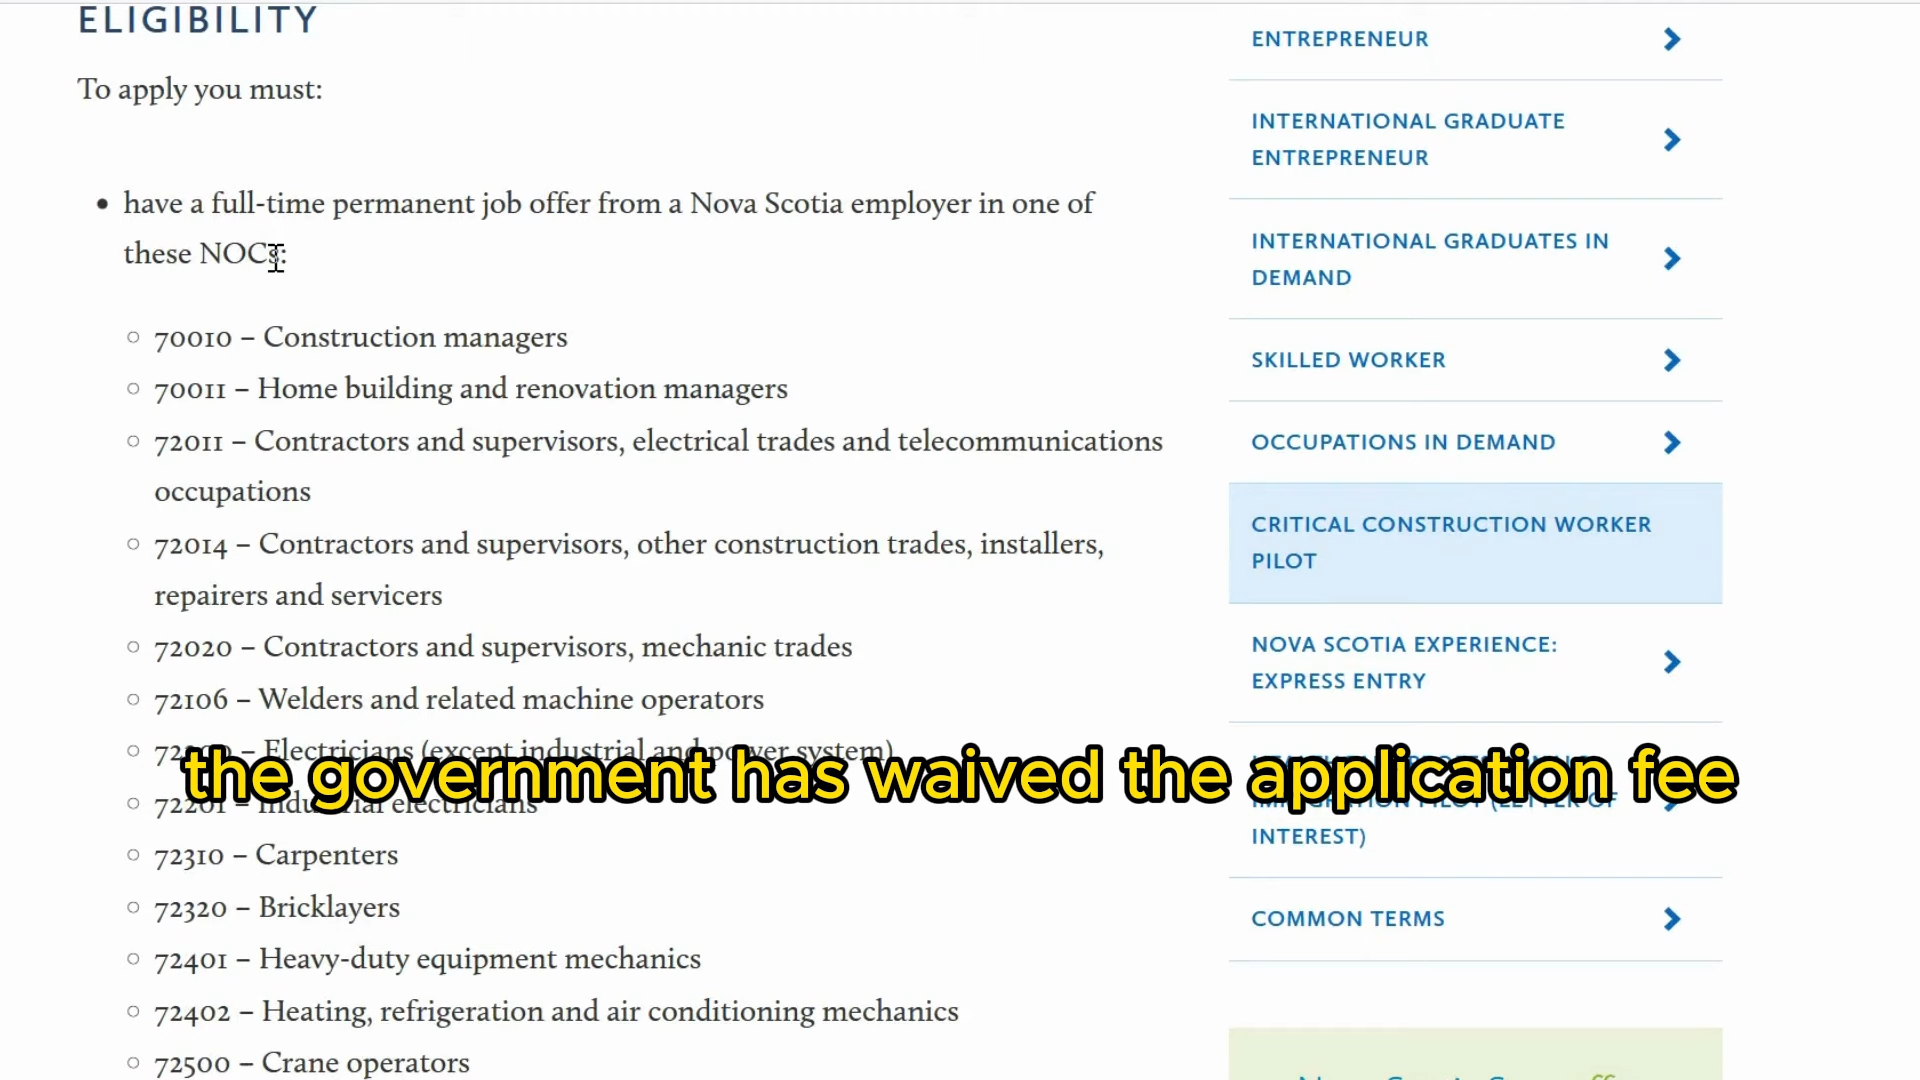 ELIGIBILITY
To apply you must:
have a full-time permanent job offer from a Nova Scotia employer in one of
these NOCs:
70010 – Construction managers
70011 – Home building and renovation managers
72011 – Contractors and supervisors, electrical trades and telecommunications
occupations
72014 – Contractors and supervisors, other construction trades, installers,
repairers and servicers
72020 – Contractors and supervisors, mechanic trades
72106 – Welders and related machine operators
– Electricians (except industrial and power system)
72201 – Industrial electricians
72310 – Carpenters
72320 – Bricklayers
72401 – Heavy-duty equipment mechanics
72402 – Heating, refrigeration and air conditioning mechanics
72500 – Crane operators
ENTREPRENEUR
INTERNATIONAL GRADUATE
ENTREPRENEUR
INTERNATIONAL GRADUATES IN
DEMAND
SKILLED WORKER
OCCUPATIONS IN DEMAND
CRITICAL CONSTRUCTION WORKER
PILOT
NOVA SCOTIA EXPERIENCE:
EXPRESS ENTRY
IMMIGRATION PILOT (LETTER OF
INTEREST)
COMMON TERMS
the government has waived the application fee